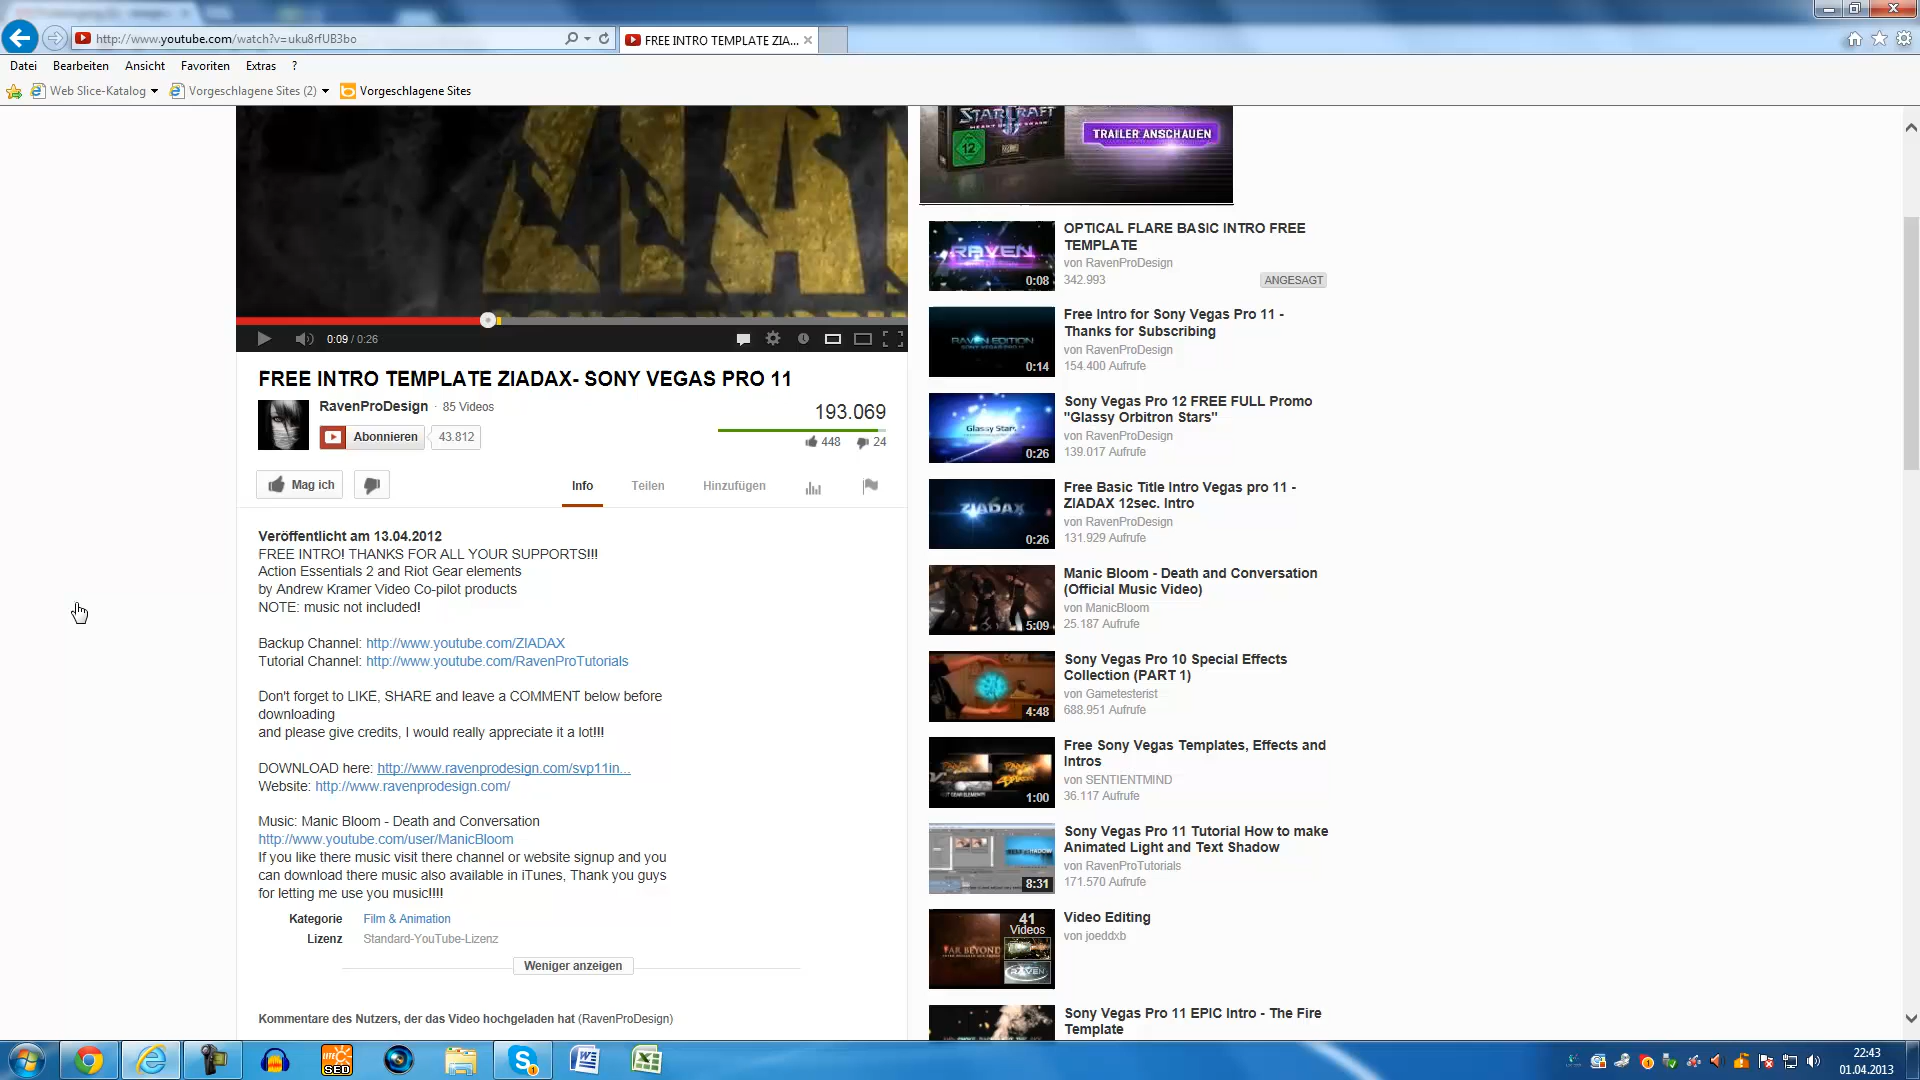 http://www.youtube.com/watch?v=uku8rfUB3bo
FREE INTRO TEMPLATE ZIA...
Datei Bearbeiten Ansicht Favoriten Extras ?
Web Slice-Katalog Vorgeschlagene Sites (2) Vorgeschlagene Sites
STARCRAFT
12
TRAILER ANSCHAUEN
0:09 / 0:26
FREE INTRO TEMPLATE ZIADAX- SONY VEGAS PRO 11
RavenProDesign · 85 Videos
193.069
Abonnieren 43.812
448 24
Mag ich
Info Teilen Hinzufügen
Veröffentlicht am 13.04.2012
FREE INTRO! THANKS FOR ALL YOUR SUPPORTS!!!
Action Essentials 2 and Riot Gear elements
by Andrew Kramer Video Co-pilot products
NOTE: music not included!
Backup Channel: http://www.youtube.com/ZIADAX
Tutorial Channel: http://www.youtube.com/RavenProTutorials
Don't forget to LIKE, SHARE and leave a COMMENT below before
downloading
and please give credits, I would really appreciate it a lot!!!
DOWNLOAD here: http://www.ravenprodesign.com/svp11in...
Website: http://www.ravenprodesign.com/
Music: Manic Bloom - Death and Conversation
http://www.youtube.com/user/ManicBloom
If you like there music visit there channel or website signup and you
can download there music also available in iTunes, Thank you guys
for letting me use you music!!!!
Kategorie Film & Animation
Lizenz Standard-YouTube-Lizenz
Weniger anzeigen
Kommentare des Nutzers, der das Video hochgeladen hat (RavenProDesign)
RAVEN
0:08
OPTICAL FLARE BASIC INTRO FREE
TEMPLATE
von RavenProDesign
342.993
ANGESAGT
RAVEN EDITION
0:14
Free Intro for Sony Vegas Pro 11 -
Thanks for Subscribing
von RavenProDesign
154.400 Aufrufe
Glassy Stars
0:26
Sony Vegas Pro 12 FREE FULL Promo
"Glassy Orbitron Stars"
von RavenProDesign
139.017 Aufrufe
ZIADAX
0:26
Free Basic Title Intro Vegas pro 11 -
ZIADAX 12sec. Intro
von RavenProDesign
131.929 Aufrufe
5:09
Manic Bloom - Death and Conversation
(Official Music Video)
von ManicBloom
25.187 Aufrufe
4:48
Sony Vegas Pro 10 Special Effects
Collection (PART 1)
von Gametesterist
688.951 Aufrufe
1:00
Free Sony Vegas Templates, Effects and
Intros
von SENTIENTMIND
36.117 Aufrufe
8:31
Sony Vegas Pro 11 Tutorial How to make
Animated Light and Text Shadow
von RavenProTutorials
171.570 Aufrufe
41
Videos
RAVEN
Video Editing
von joeddxb
Sony Vegas Pro 11 EPIC Intro - The Fire
Template
SED
22:43
01.04.2013